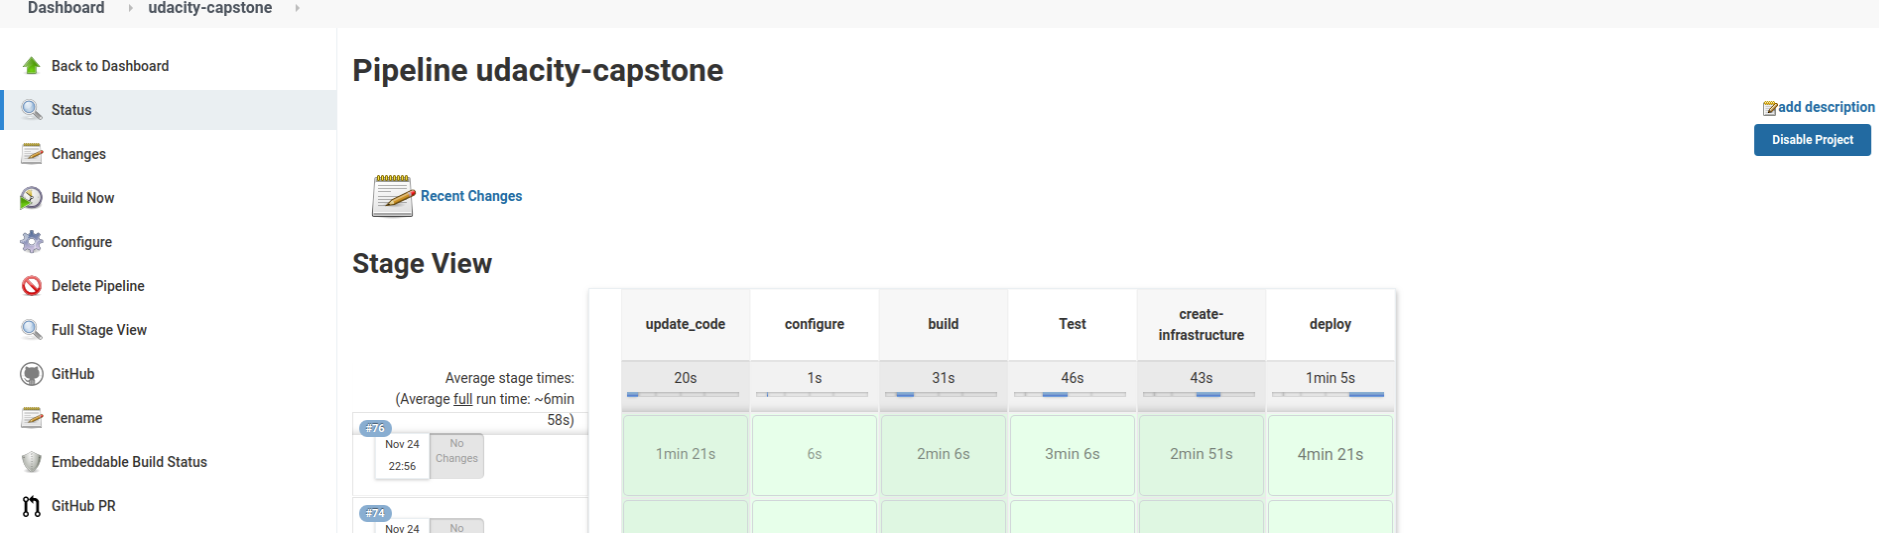 Dashboard udacity-capstone
Back to Dashboard
Status
Changes
Build Now
Configure
Delete Pipeline
Full Stage View
GitHub
Rename
Embeddable Build Status
GitHub PR
Pipeline udacity-capstone
add description
Disable Project
Recent Changes
Stage View
update_code configure build Test create-
infrastructure deploy
Average stage times:
(Average full run time: ~6min
58s)
20s 1s 31s 46s 43s 1min 5s
#76
Nov 24
22:56
No
Changes
1min 21s 6s 2min 6s 3min 6s 2min 51s 4min 21s
#74
Nov 24
No